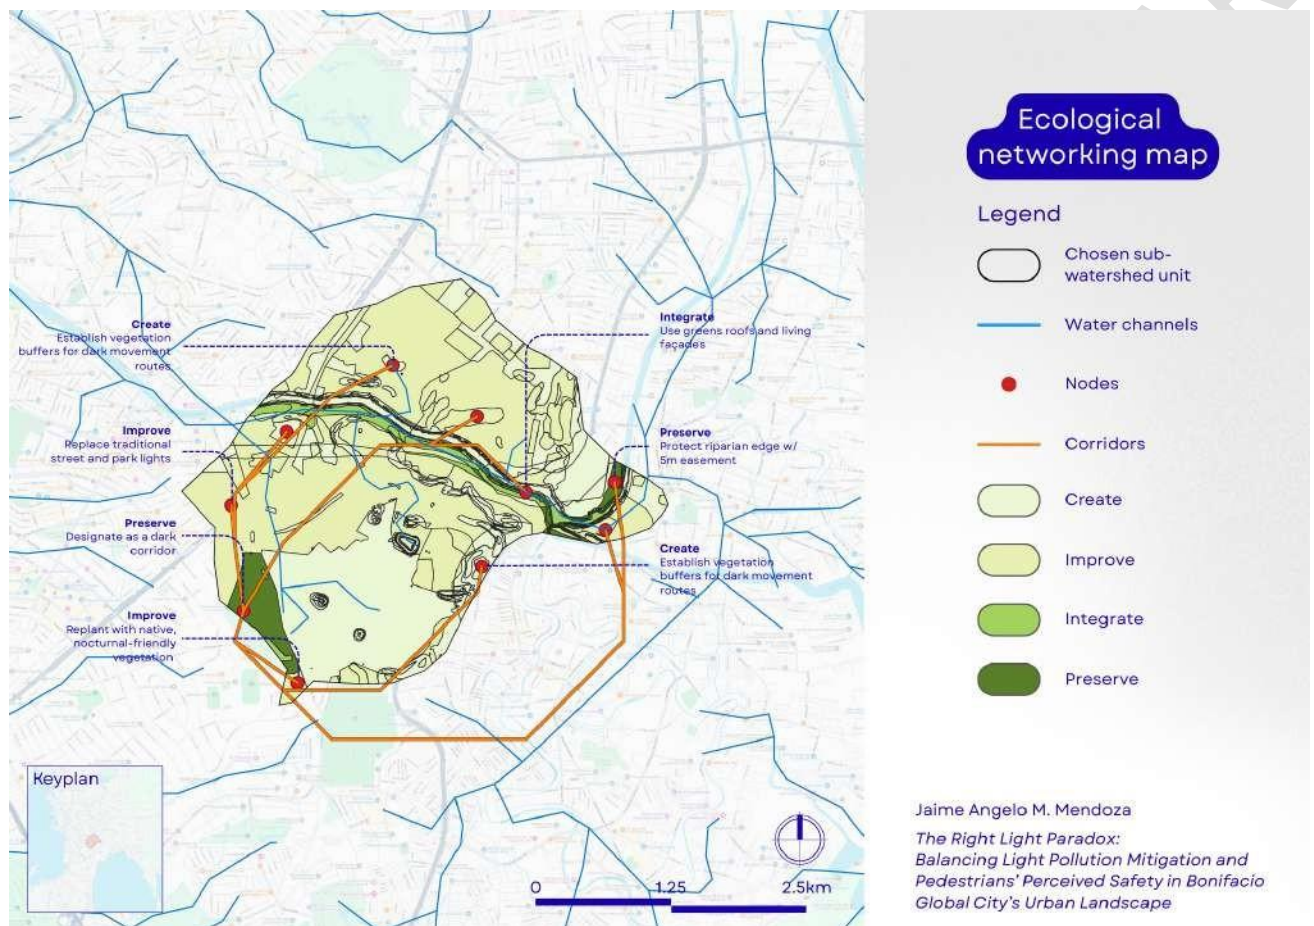 Create
Establish vegetation
buffers for dark movement
routes
Improve
Replace traditional
street and park lights
Preserve
Designate as a dark
corridor
Improve
Replant with native,
nocturnal-friendly
vegetation
Integrate
Use greens roofs and living
façades
Preserve
Protect riparian edge w/
5m easement
Create
Establish vegetation
buffers for dark movement
routes
Keyplan
0 1.25 2.5km
Ecological
networking map
Legend
Chosen sub-
watershed unit
Water channels
Nodes
Corridors
Create
Improve
Integrate
Preserve
Jaime Angelo M. Mendoza
The Right Light Paradox:
Balancing Light Pollution Mitigation and
Pedestrians' Perceived Safety in Bonifacio
Global City's Urban Landscape